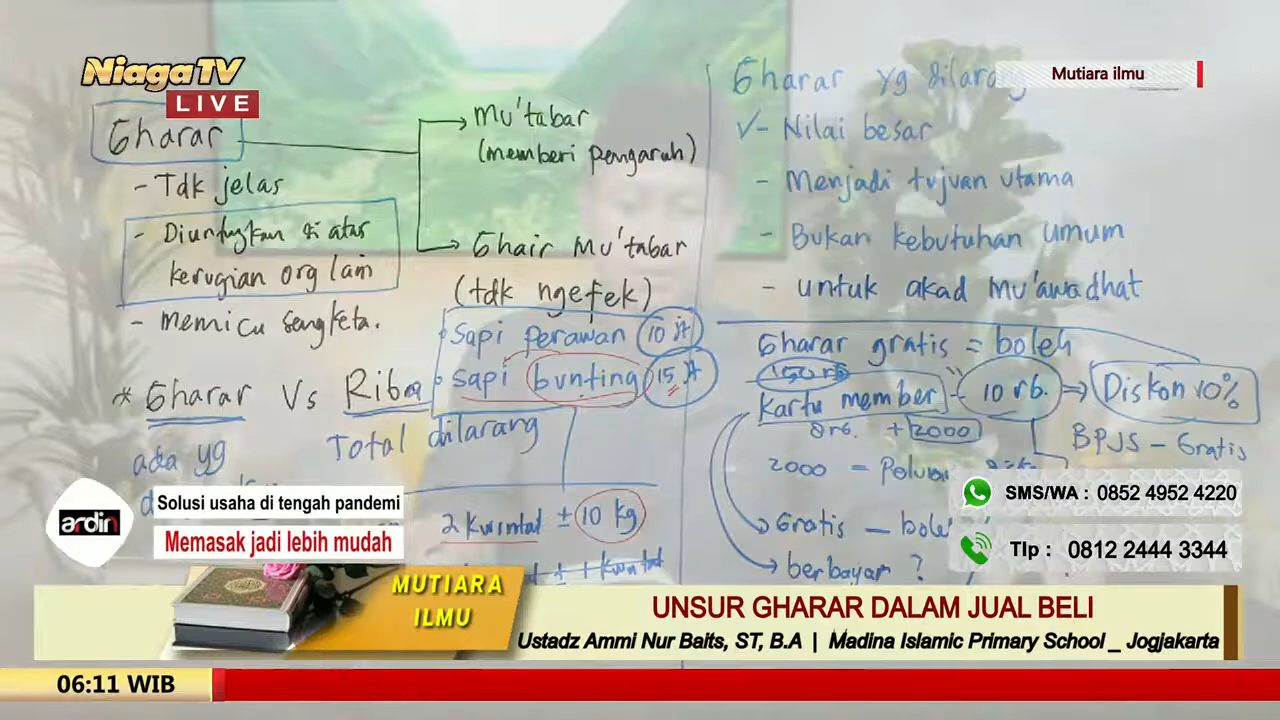 NiagaTV
LIVE
Mutiara ilmu
Gharar
- Tdk jelas
- Diuntungkan di atas
kerugian org lain
- memicu sengketa.
Mu'tabar
(memberi pengaruh)
Ghair Mu'tabar
(tdk ngefek)
Sapi perawan 10 jt
Sapi bunting 15 jt
* Gharar Vs Riba
ada yg
Total dilarang
2 kwintal ± 10 kg
Gharar yg dilarang
✓- Nilai besar
- Menjadi tujuan utama
- Bukan kebutuhan umum
- untuk akad mu'awadhat
Gharar gratis = boleh
kartu member - 10 rb. ⇒ Diskon 10%
8rb. + 2000
BPJS - Gratis
2000 =
Gratis -
berbayar ?
SMS/WA : 0852 4952 4220
Tlp : 0812 2444 3344
ardin
Solusi usaha di tengah pandemi
Memasak jadi lebih mudah
MUTIARA
ILMU
UNSUR GHARAR DALAM JUAL BELI
Ustadz Ammi Nur Baits, ST, B.A | Madina Islamic Primary School _ Jogjakarta
06:11 WIB